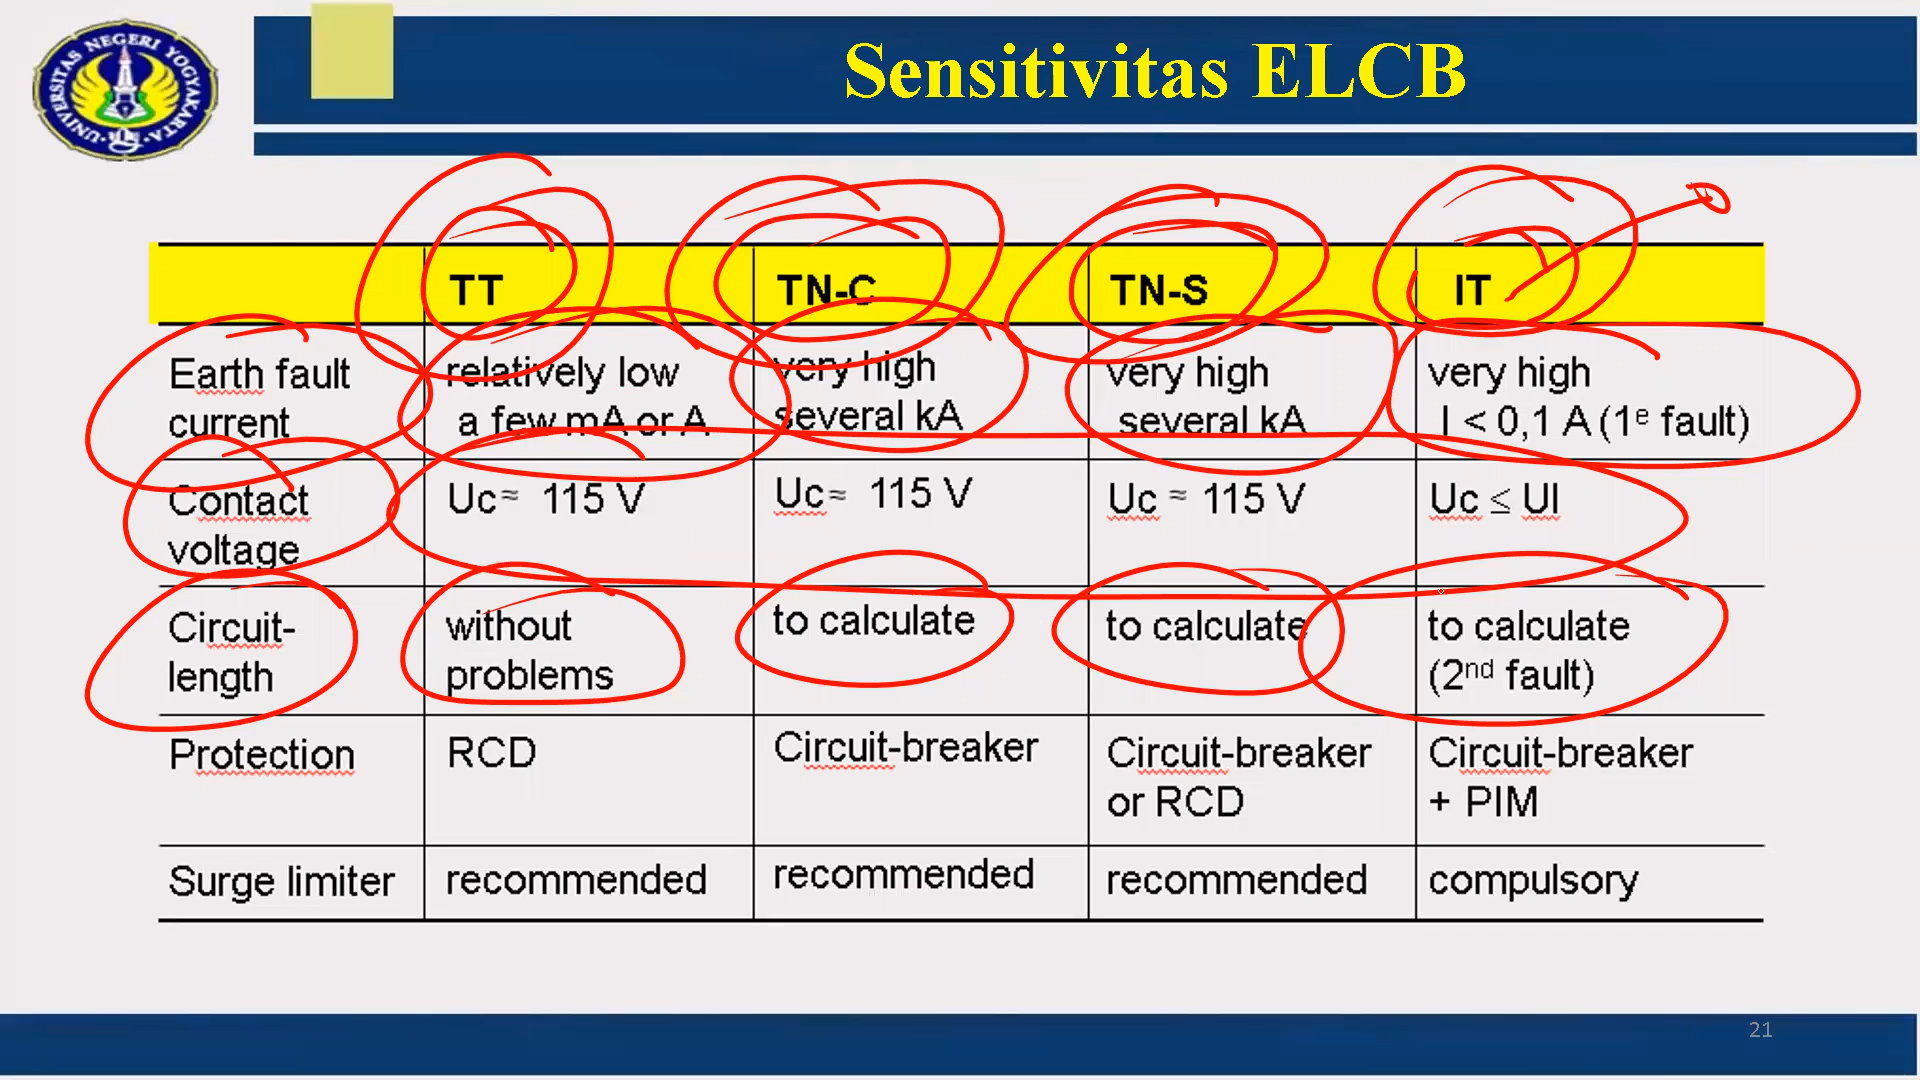 UNIVERSITAS NEGERI YOGYAKARTA
Sensitivitas ELCB
TT TN-C TN-S IT
Earth fault relatively low very high very high very high
current a few mA or A several kA several kA I < 0,1 A (1ᵉ fault)
Contact Uc ≈ 115 V Uc ≈ 115 V Uc ≈ 115 V Uc ≤ Ul
voltage
Circuit- without to calculate to calculate to calculate
length problems (2ⁿᵈ fault)
Protection RCD Circuit-breaker Circuit-breaker Circuit-breaker
or RCD + PIM
Surge limiter recommended recommended recommended compulsory
21